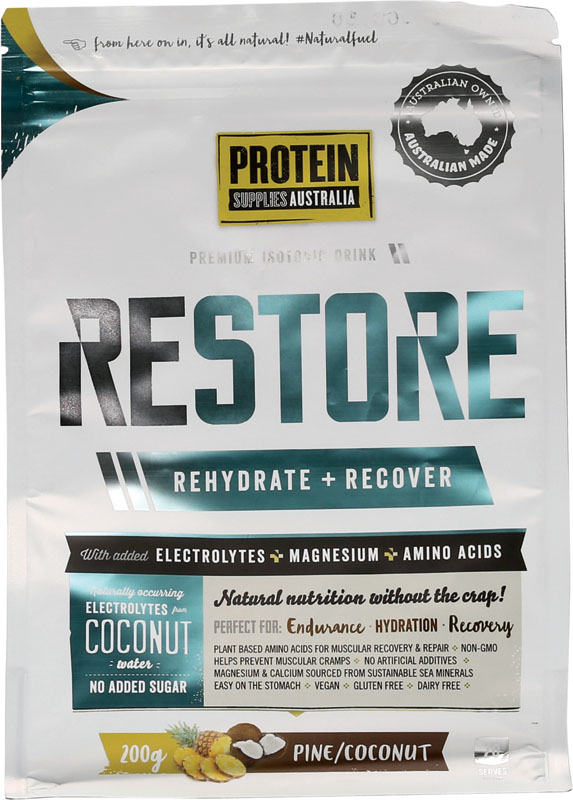 from here on in, it's all natural! #Naturalfuel
AUSTRALIAN OWNED
AUSTRALIAN MADE
PROTEIN
SUPPLIES AUSTRALIA
PREMIUM ISOTONIC DRINK
RESTORE
REHYDRATE + RECOVER
With added ELECTROLYTES + MAGNESIUM + AMINO ACIDS
Naturally occurring
ELECTROLYTES from
COCONUT
water
NO ADDED SUGAR
Natural nutrition without the crap!
PERFECT FOR: Endurance · HYDRATION · Recovery
PLANT BASED AMINO ACIDS FOR MUSCULAR RECOVERY & REPAIR + NON-GMO
HELPS PREVENT MUSCULAR CRAMPS + NO ARTIFICIAL ADDITIVES +
MAGNESIUM & CALCIUM SOURCED FROM SUSTAINABLE SEA MINERALS
EASY ON THE STOMACH + VEGAN + GLUTEN FREE + DAIRY FREE +
200g
PINE/COCONUT
SERVES